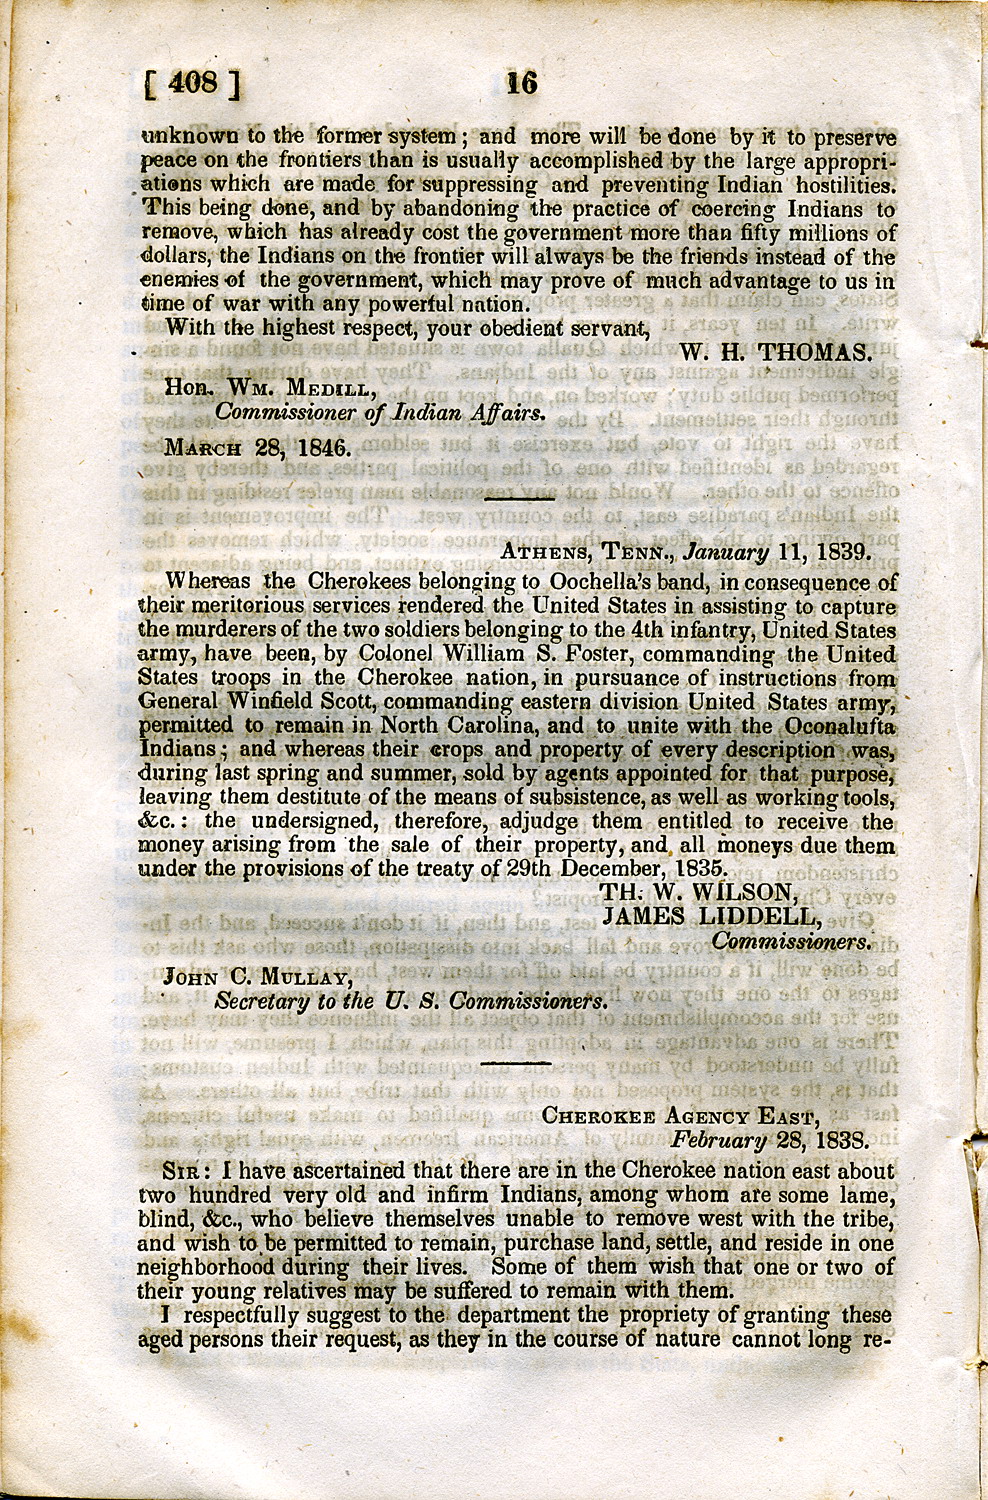 [ 408 ] 16
unknown to the former system; and more will be done by it to preserve
peace on the frontiers than is usually accomplished by the large appropri-
ations which are made for suppressing and preventing Indian hostilities.
This being done, and by abandoning the practice of coercing Indians to
remove, which has already cost the government more than fifty millions of
dollars, the Indians on the frontier will always be the friends instead of the
enemies of the government, which may prove of much advantage to us in
time of war with any powerful nation.
With the highest respect, your obedient servant,
W. H. THOMAS.
Hon. Wm. Medill,
Commissioner of Indian Affairs.
March 28, 1846.
Athens, Tenn., January 11, 1839.
Whereas the Cherokees belonging to Oochella's band, in consequence of
their meritorious services rendered the United States in assisting to capture
the murderers of the two soldiers belonging to the 4th infantry, United States
army, have been, by Colonel William S. Foster, commanding the United
States troops in the Cherokee nation, in pursuance of instructions from
General Winfield Scott, commanding eastern division United States army,
permitted to remain in North Carolina, and to unite with the Oconalufta
Indians; and whereas their crops and property of every description was,
during last spring and summer, sold by agents appointed for that purpose,
leaving them destitute of the means of subsistence, as well as working tools,
&c.: the undersigned, therefore, adjudge them entitled to receive the
money arising from the sale of their property, and all moneys due them
under the provisions of the treaty of 29th December, 1835.
TH. W. WILSON,
JAMES LIDDELL,
Commissioners.
John C. Mullay,
Secretary to the U. S. Commissioners.
Cherokee Agency East,
February 28, 1838.
Sir: I have ascertained that there are in the Cherokee nation east about
two hundred very old and infirm Indians, among whom are some lame,
blind, &c., who believe themselves unable to remove west with the tribe,
and wish to be permitted to remain, purchase land, settle, and reside in one
neighborhood during their lives. Some of them wish that one or two of
their young relatives may be suffered to remain with them.
I respectfully suggest to the department the propriety of granting these
aged persons their request, as they in the course of nature cannot long re-